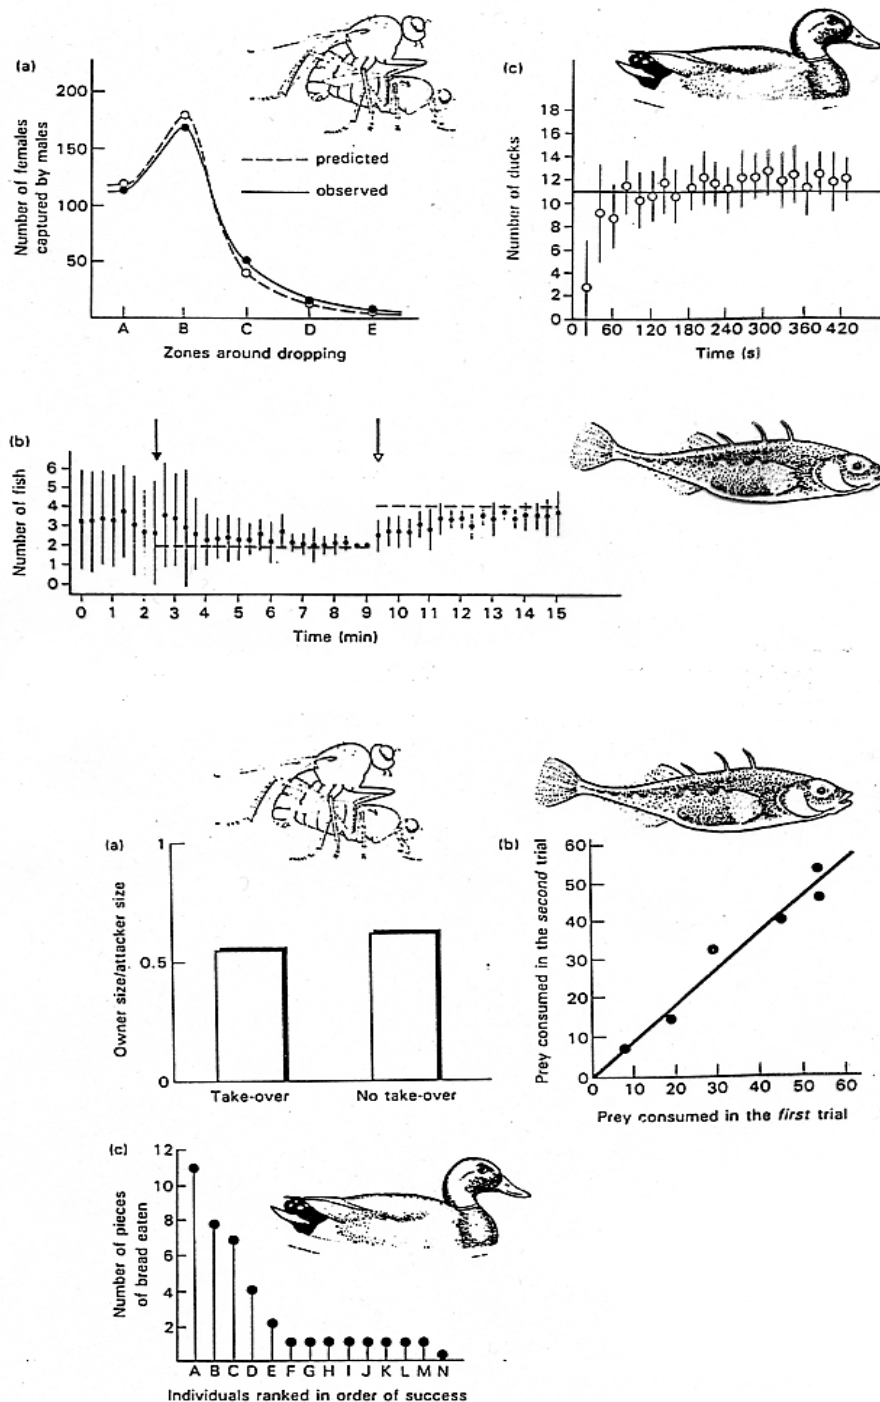 (a)
200
150
100
50
Number of females
captured by males
predicted
observed
A B C D E
Zones around dropping
(c)
18
16
14
12
10
8
6
4
2
0
Number of ducks
0 60 120 180 240 300 360 420
Time (s)
(b)
6
5
4
3
2
1
0
Number of fish
0 1 2 3 4 5 6 7 8 9 10 11 12 13 14 15
Time (min)
(a)
1
0.5
0
Owner size/attacker size
Take-over No take-over
(b)
60
50
40
30
20
10
0
Prey consumed in the second trial
0 10 20 30 40 50 60
Prey consumed in the first trial
(c)
12
10
8
6
4
2
Number of pieces
of bread eaten
A B C D E F G H I J K L M N
Individuals ranked in order of success